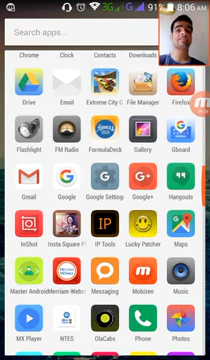 3G G 91% 8:06 AM
Search apps...
Chrome Clock Contacts Downloads
Drive Email Extreme City G File Manager Firefox
Flashlight FM Radio FormulaDeck Gallery Gboard
Gmail Google Google Setting Google+ Hangouts
InShot Insta Square F IP Tools Lucky Patcher Maps
Master Android Merriam-Webs Messaging Mobizen Music
MX Player NTES OlaCabs Phone Photos